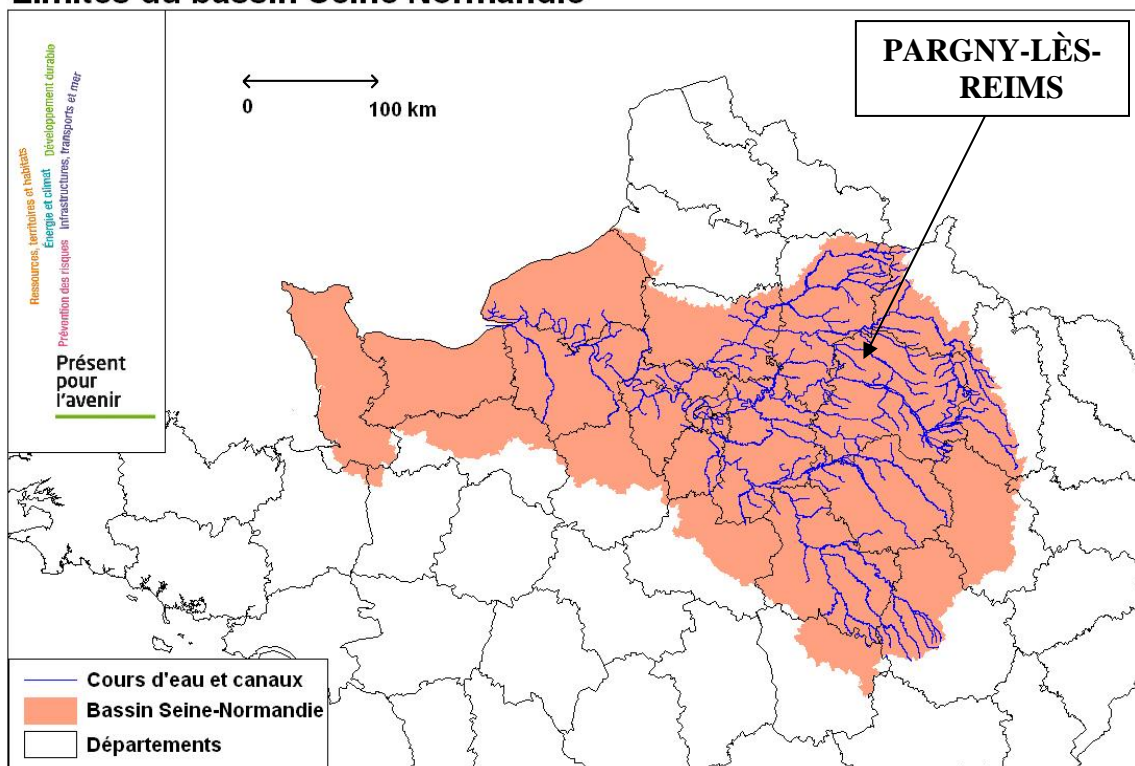 Limites du bassin Seine Normandie
Ressources, territoires et habitats
Énergie et climat Développement durable
Prévention des risques Infrastructures, transports et mer
Présent
pour
l'avenir
0 100 km
PARGNY-LÈS-
REIMS
Cours d'eau et canaux
Bassin Seine-Normandie
Départements